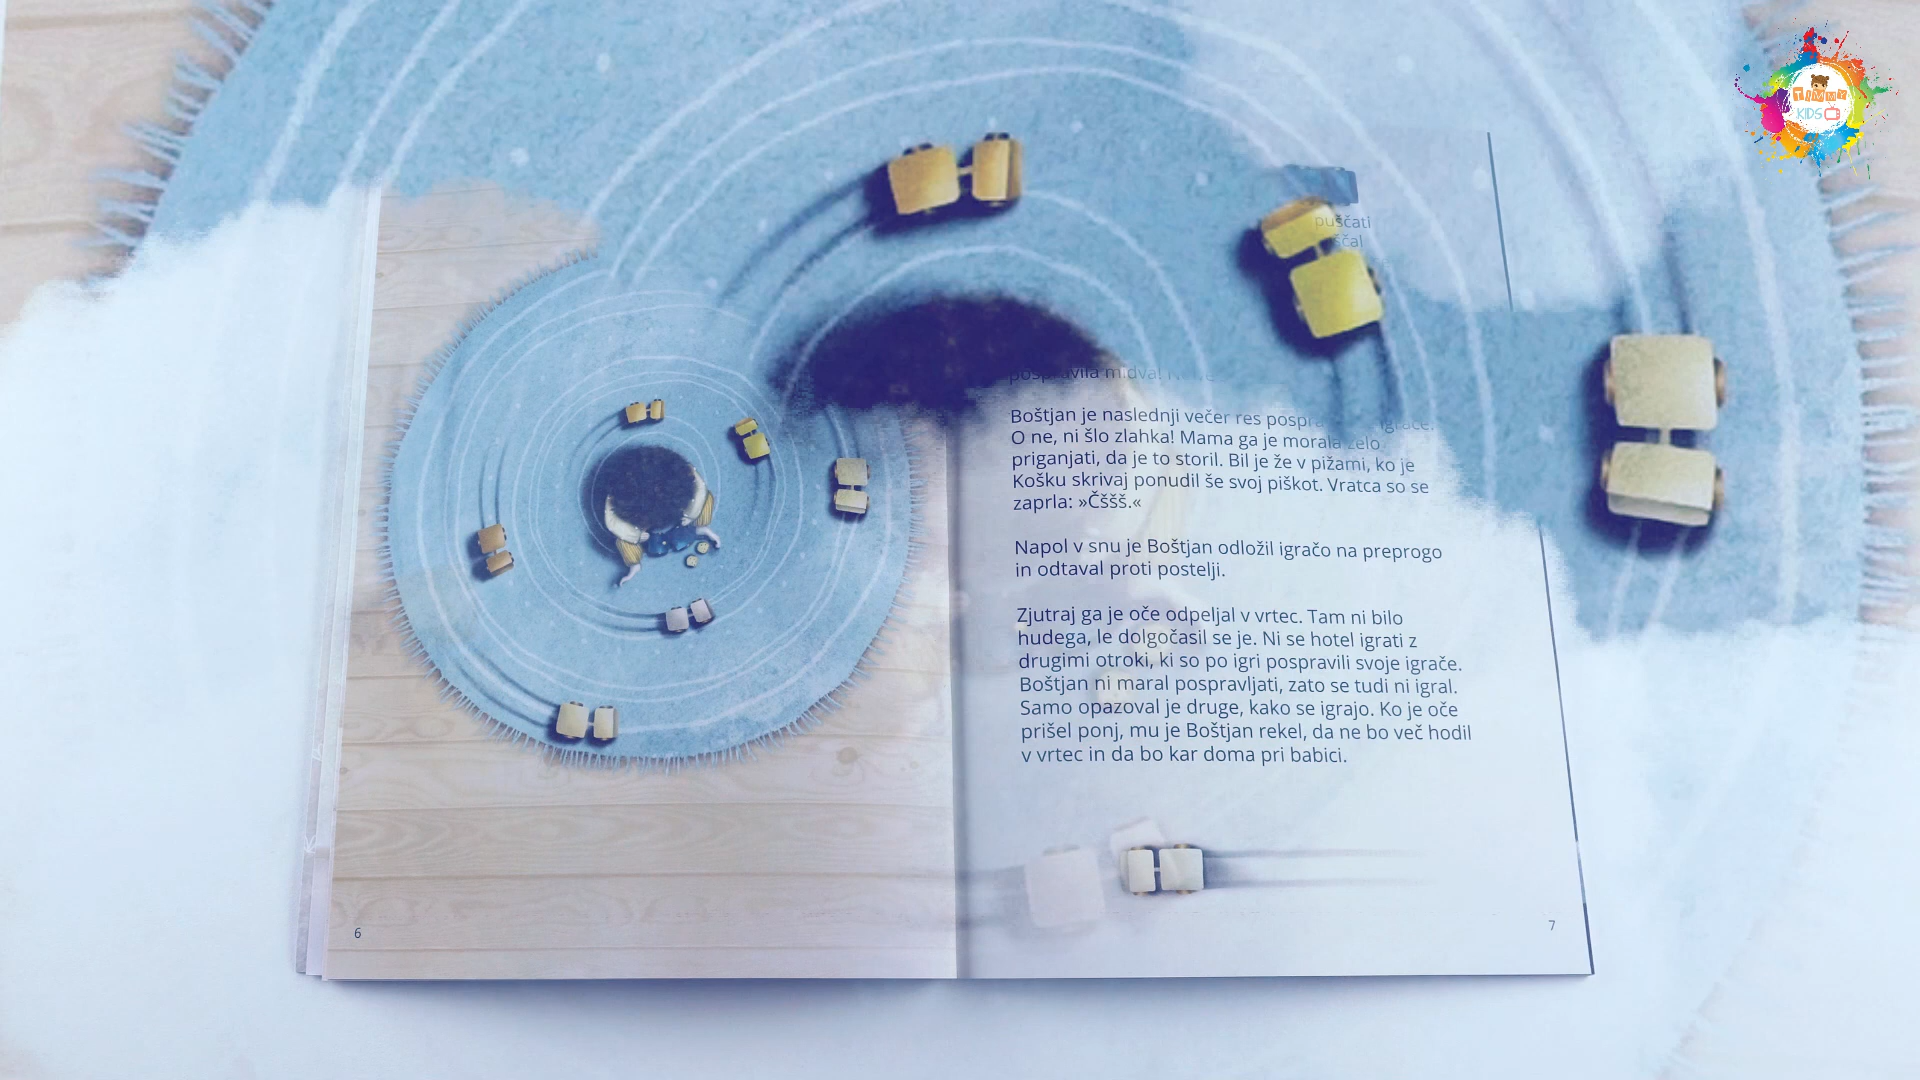 TIMMY
KIDS
puščati
ščal
midva!
Boštjan je naslednji večer res
O ne, ni šlo zlahka! Mama ga je morala zelo
priganjati, da je to storil. Bil je že v pižami, ko je
Košku skrivaj ponudil še svoj piškot. Vratca so se
zaprla: »Čššš.«
Napol v snu je Boštjan odložil igračo na preprogo
in odtaval proti postelji.
Zjutraj ga je oče odpeljal v vrtec. Tam ni bilo
hudega, le dolgočasil se je. Ni se hotel igrati z
drugimi otroki, ki so po igri pospravili svoje igrače.
Boštjan ni maral pospravljati, zato se tudi ni igral.
Samo opazoval je druge, kako se igrajo. Ko je oče
prišel ponj, mu je Boštjan rekel, da ne bo več hodil
v vrtec in da bo kar doma pri babici.
6
7